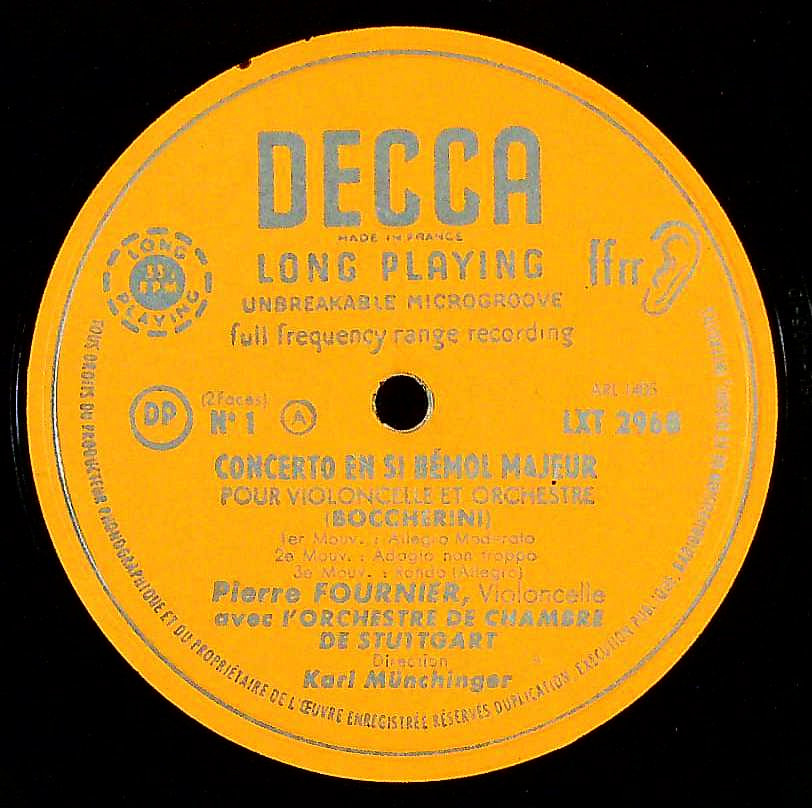 DECCA
MADE IN FRANCE
LONG PLAYING
UNBREAKABLE MICROGROOVE
full frequency range recording
LONG
33⅓
RPM
PLAYING
ffrr
DP
(2 Faces)
N° 1
A
ARL 1405
LXT 2968
CONCERTO EN SI BÉMOL MAJEUR
POUR VIOLONCELLE ET ORCHESTRE
(BOCCHERINI)
1er Mouv. : Allegro Moderato
2e Mouv. : Adagio non troppo
3e Mouv. : Rondo (Allegro)
Pierre FOURNIER, Violoncelle
avec l'ORCHESTRE DE CHAMBRE
DE STUTTGART
Direction
Karl Münchinger
TOUS DROITS DU PRODUCTEUR PHONOGRAPHIQUE ET DU PROPRIÉTAIRE DE L'ŒUVRE ENREGISTRÉE RÉSERVÉS DUPLICATION, EXÉCUTION PUBLIQUE, RADIODIFFUSION DE CE DISQUE, INTERDITES